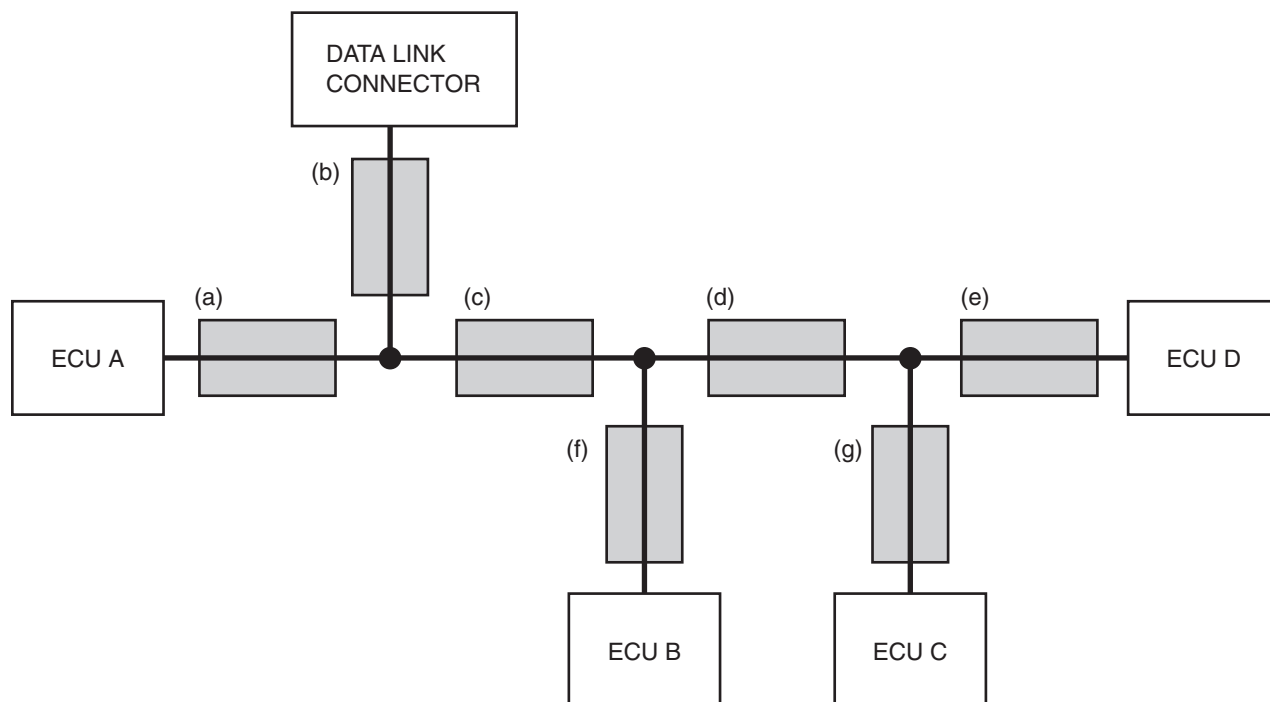 DATA LINK
CONNECTOR
(b)
(a)
(c)
(d)
(e)
ECU A
ECU D
(f)
(g)
ECU B
ECU C